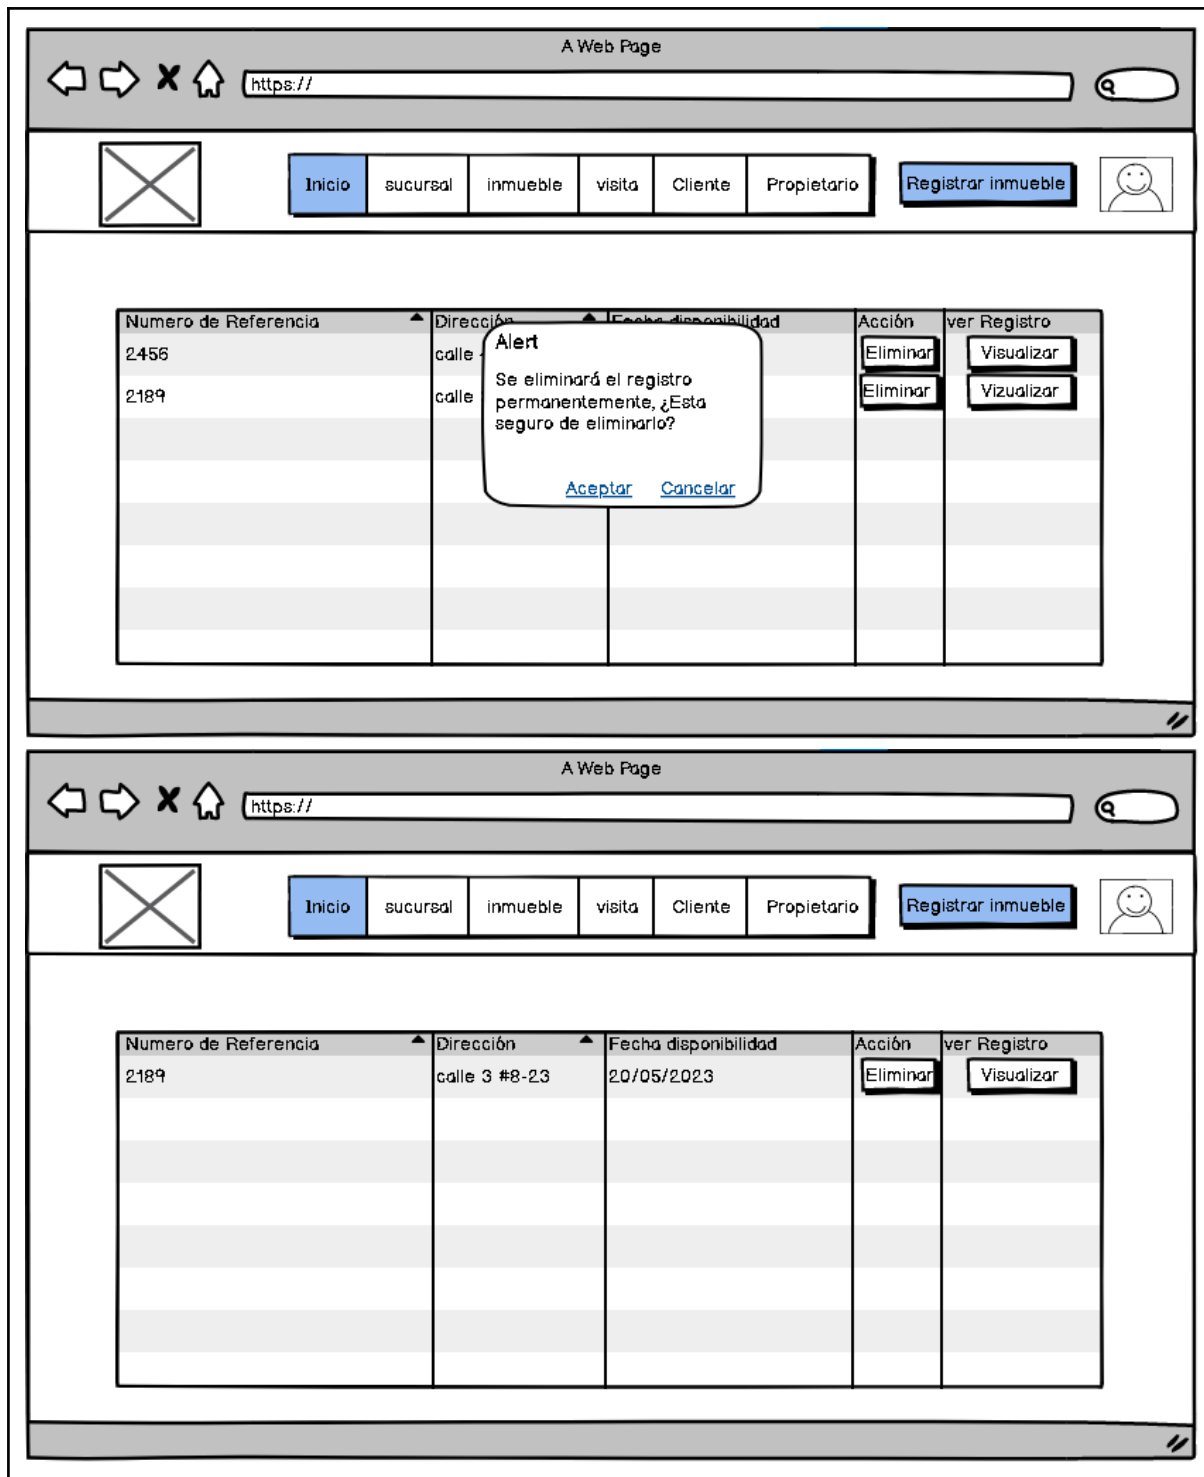 A Web Page
https://
Inicio sucursal inmueble visita Cliente Propietario Registrar inmueble
Numero de Referencia Dirección disponibilidad Acción ver Registro
2456 calle Eliminar Visualizar
2189 calle Eliminar Vizualizar
Alert
Se eliminará el registro
permanentemente, ¿Esta
seguro de eliminarlo?
Aceptar Cancelar
A Web Page
https://
Inicio sucursal inmueble visita Cliente Propietario Registrar inmueble
Numero de Referencia Dirección Fecha disponibilidad Acción ver Registro
2189 calle 3 #8-23 20/05/2023 Eliminar Visualizar